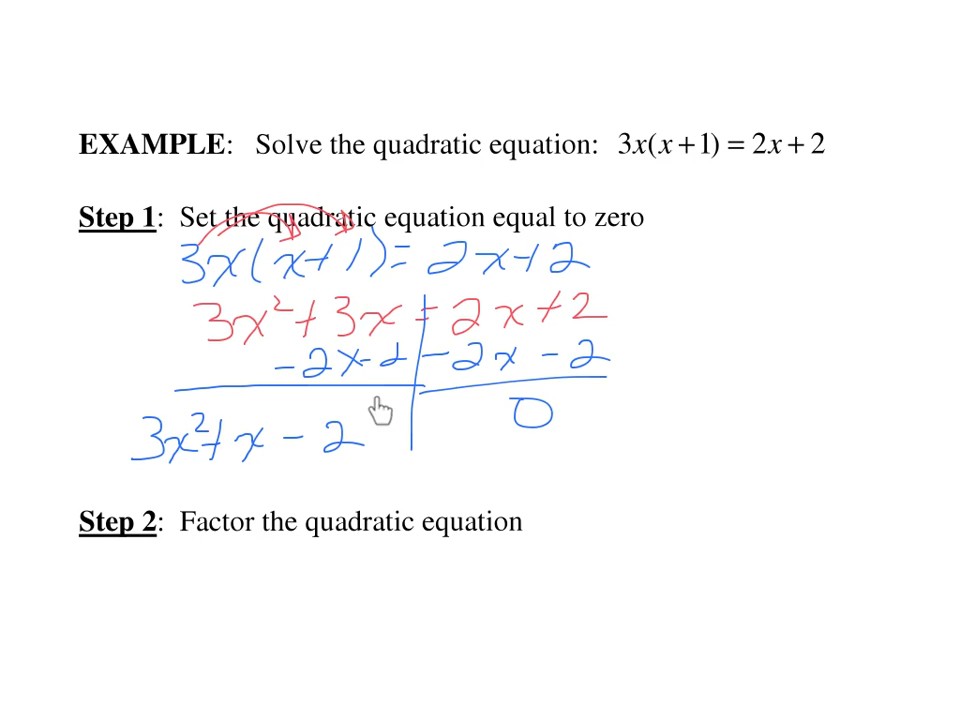 EXAMPLE: Solve the quadratic equation: 3x(x+1) = 2x+2
Step 1: Set the quadratic equation equal to zero
3x(x+1) = 2x+2
3x²+3x = 2x+2
-2x-2 -2x-2
3x²+x-2 0
Step 2: Factor the quadratic equation